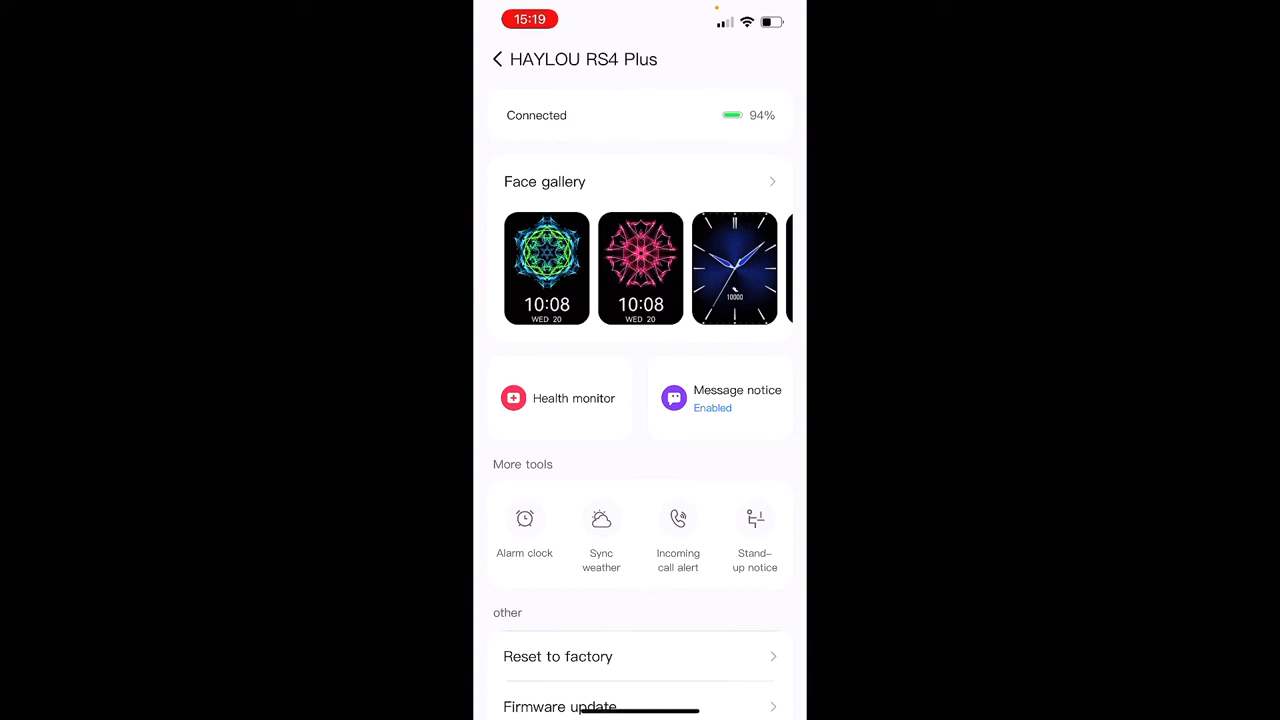 15:19
HAYLOU RS4 Plus
Connected
94%
Face gallery
10:08
WED 20
10:08
WED 20
10000
Health monitor
Message notice
Enabled
More tools
Alarm clock
Sync
weather
Incoming
call alert
Stand-
up notice
other
Reset to factory
Firmware update